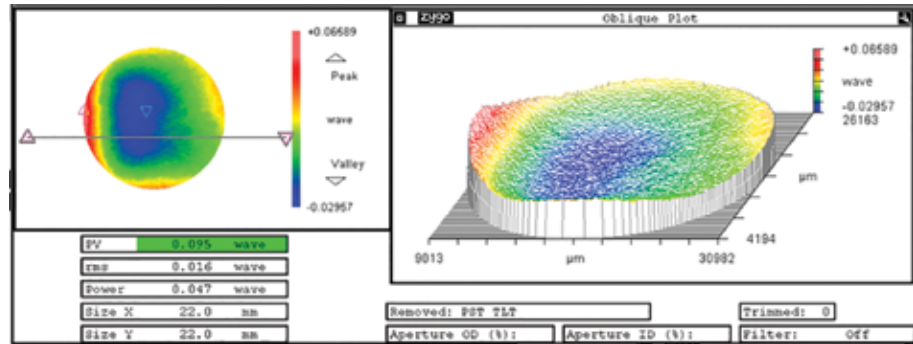 +0.06589
Peak
wave
Valley
-0.02957
PV 0.095 wave
rms 0.016 wave
Power 0.047 wave
Size X 22.0 mm
Size Y 22.0 mm
zygo Oblique Plot
+0.06589
wave
-0.02957
26163
µm
4194
9013 µm 30982
Removed: PST TLT Trimmed: 0
Aperture OD (%): Aperture ID (%): Filter: Off